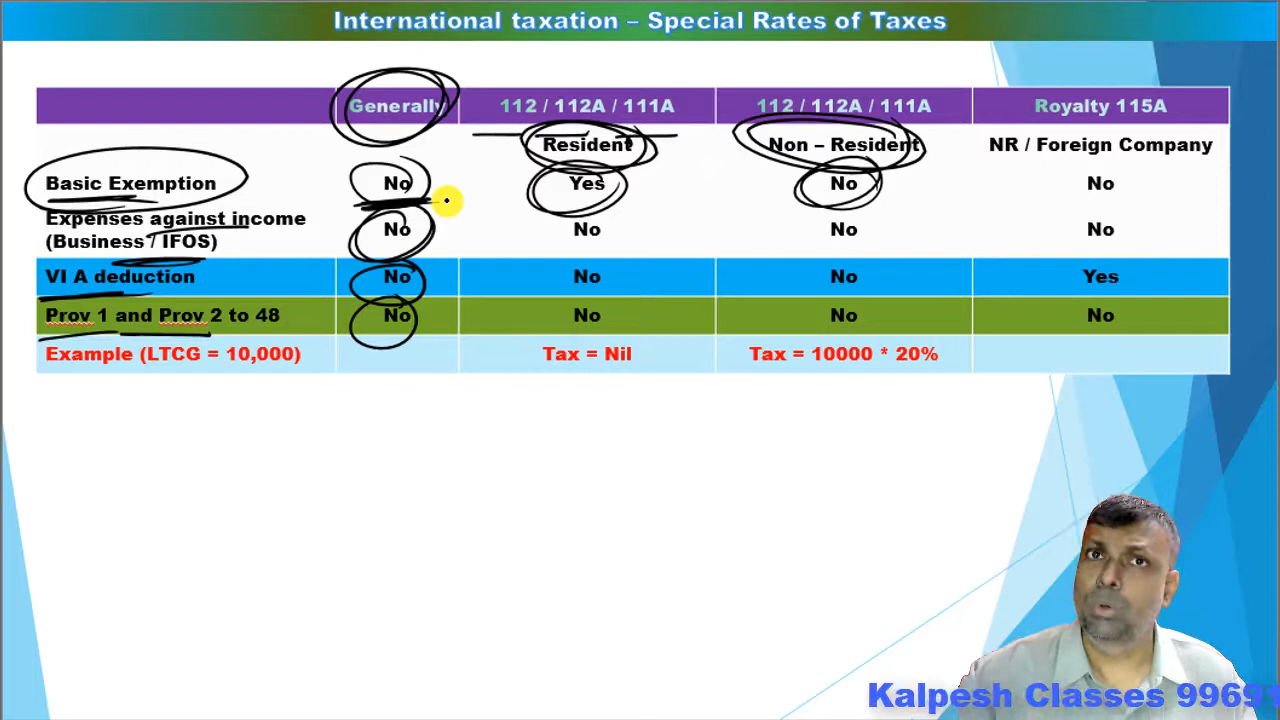 International taxation – Special Rates of Taxes
Generally 112 / 112A / 111A 112 / 112A / 111A Royalty 115A
Resident Non – Resident NR / Foreign Company
Basic Exemption No Yes No No
Expenses against income
(Business / IFOS) No No No No
VI A deduction No No No Yes
Prov 1 and Prov 2 to 48 No No No No
Example (LTCG = 10,000) Tax = Nil Tax = 10000 * 20%
Kalpesh Classes 9969